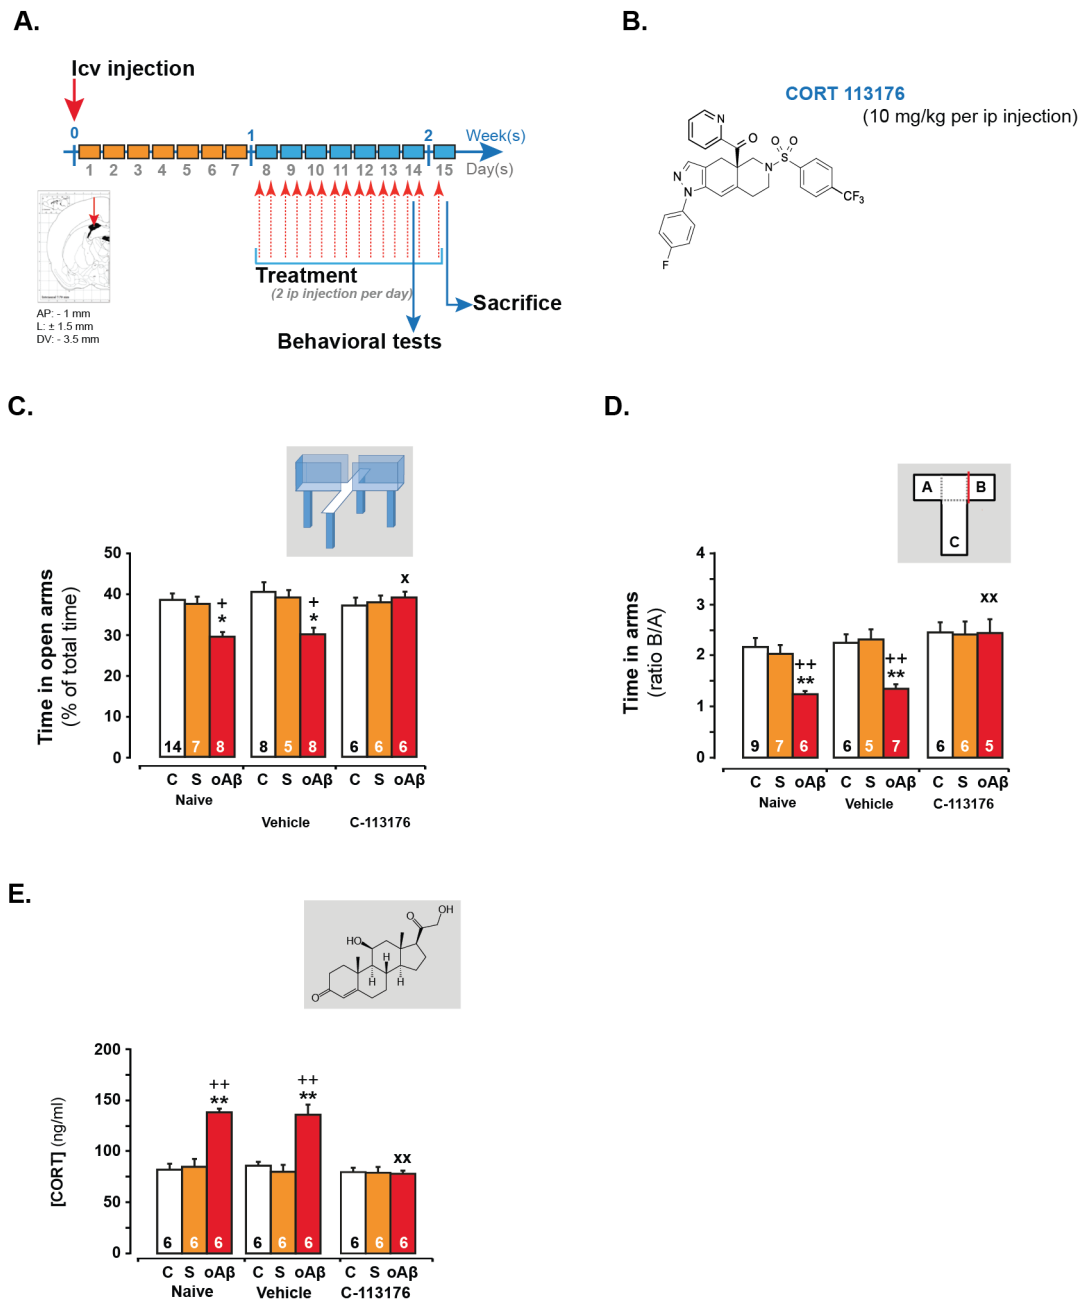 A.
Icv injection
0 1 2 Week(s)
1 2 3 4 5 6 7 8 9 10 11 12 13 14 15 Day(s)
AP: - 1 mm
L: ± 1.5 mm
DV: - 3.5 mm
Treatment
(2 ip injection per day)
Sacrifice
Behavioral tests
B.
CORT 113176
(10 mg/kg per ip injection)
N
O
O O
N S
N
N
CF3
F
C.
50
40
30
20
10
0
Time in open arms
(% of total time)
+ + x
* *
14 7 8 8 5 8 6 6 6
C S oAβ C S oAβ C S oAβ
Naive
Vehicle C-113176
D.
A B
C
4
3
2
1
0
Time in arms
(ratio B/A)
xx
++ ++
** **
9 7 6 6 5 7 6 6 5
C S oAβ C S oAβ C S oAβ
Naive Vehicle C-113176
E.
OH
O
HO
H
H H
O
200
150
100
50
0
[CORT] (ng/ml)
++ ++
** **
xx
6 6 6 6 6 6 6 6 6
C S oAβ C S oAβ C S oAβ
Naive Vehicle C-113176